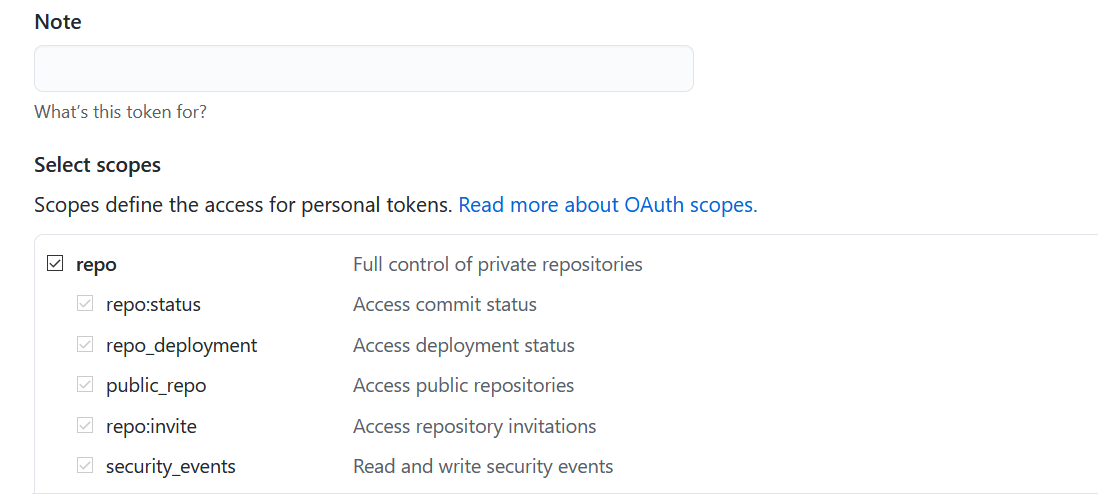 Note
What's this token for?
Select scopes
Scopes define the access for personal tokens. Read more about OAuth scopes.
repo Full control of private repositories
repo:status Access commit status
repo_deployment Access deployment status
public_repo Access public repositories
repo:invite Access repository invitations
security_events Read and write security events